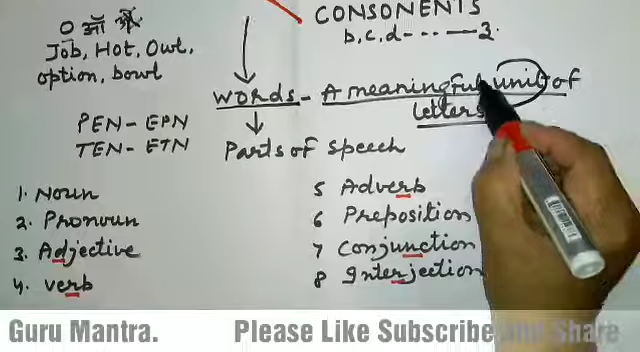 CONSONENTS
b, c, d - - - — 3.
O ऑ
Job, Hot, Owl,
option, bowl
words - A meaningful unit of
letters
PEN - EPN
TEN - ETN
Parts of speech
1. Noun
2. Pronoun
3. Adjective
4. verb
5 Adverb
6 Preposition
7 Conjunction
8 Interjection
Guru Mantra.
Please Like Subscribe and Share